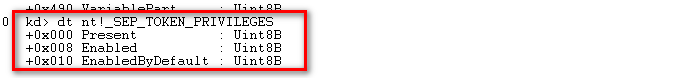 +0x490 VariablePart : Uint8B
0 kd> dt nt!_SEP_TOKEN_PRIVILEGES
+0x000 Present : Uint8B
+0x008 Enabled : Uint8B
+0x010 EnabledByDefault : Uint8B